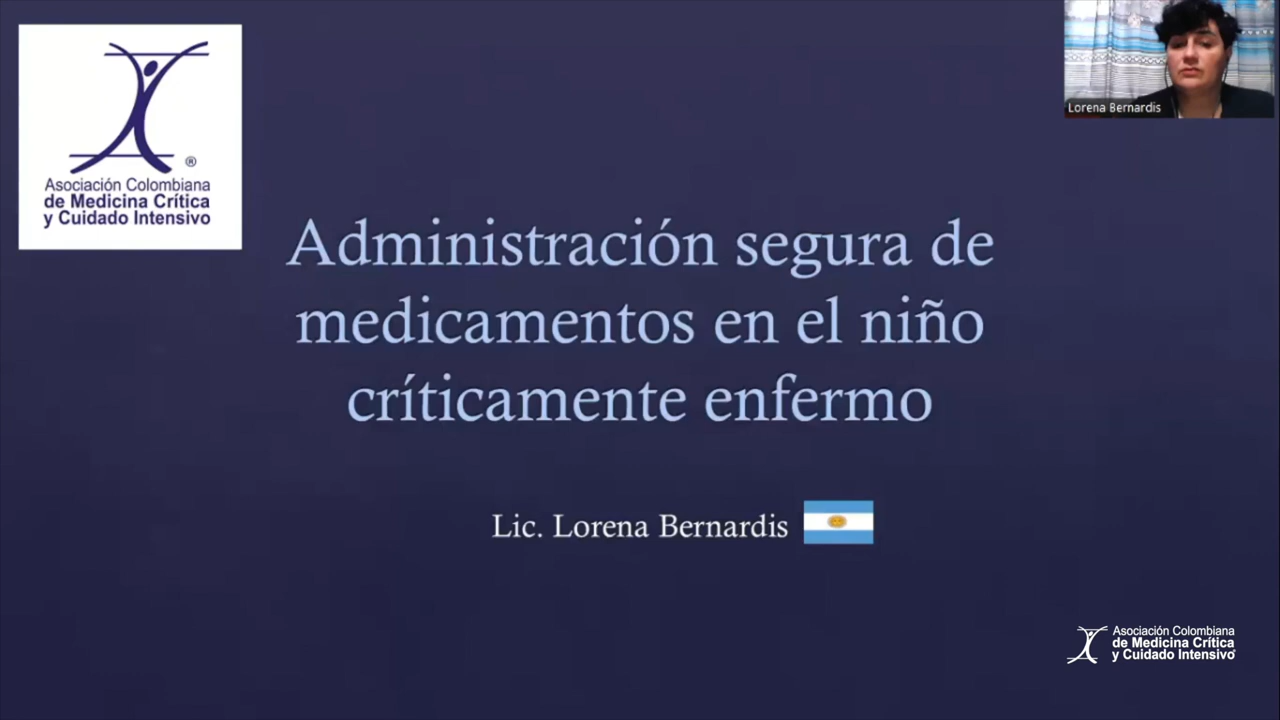 Asociación Colombiana
de Medicina Crítica
y Cuidado Intensivo
®
Lorena Bernardis
Administración segura de
medicamentos en el niño
críticamente enfermo
Lic. Lorena Bernardis
Asociación Colombiana
de Medicina Crítica
y Cuidado Intensivo